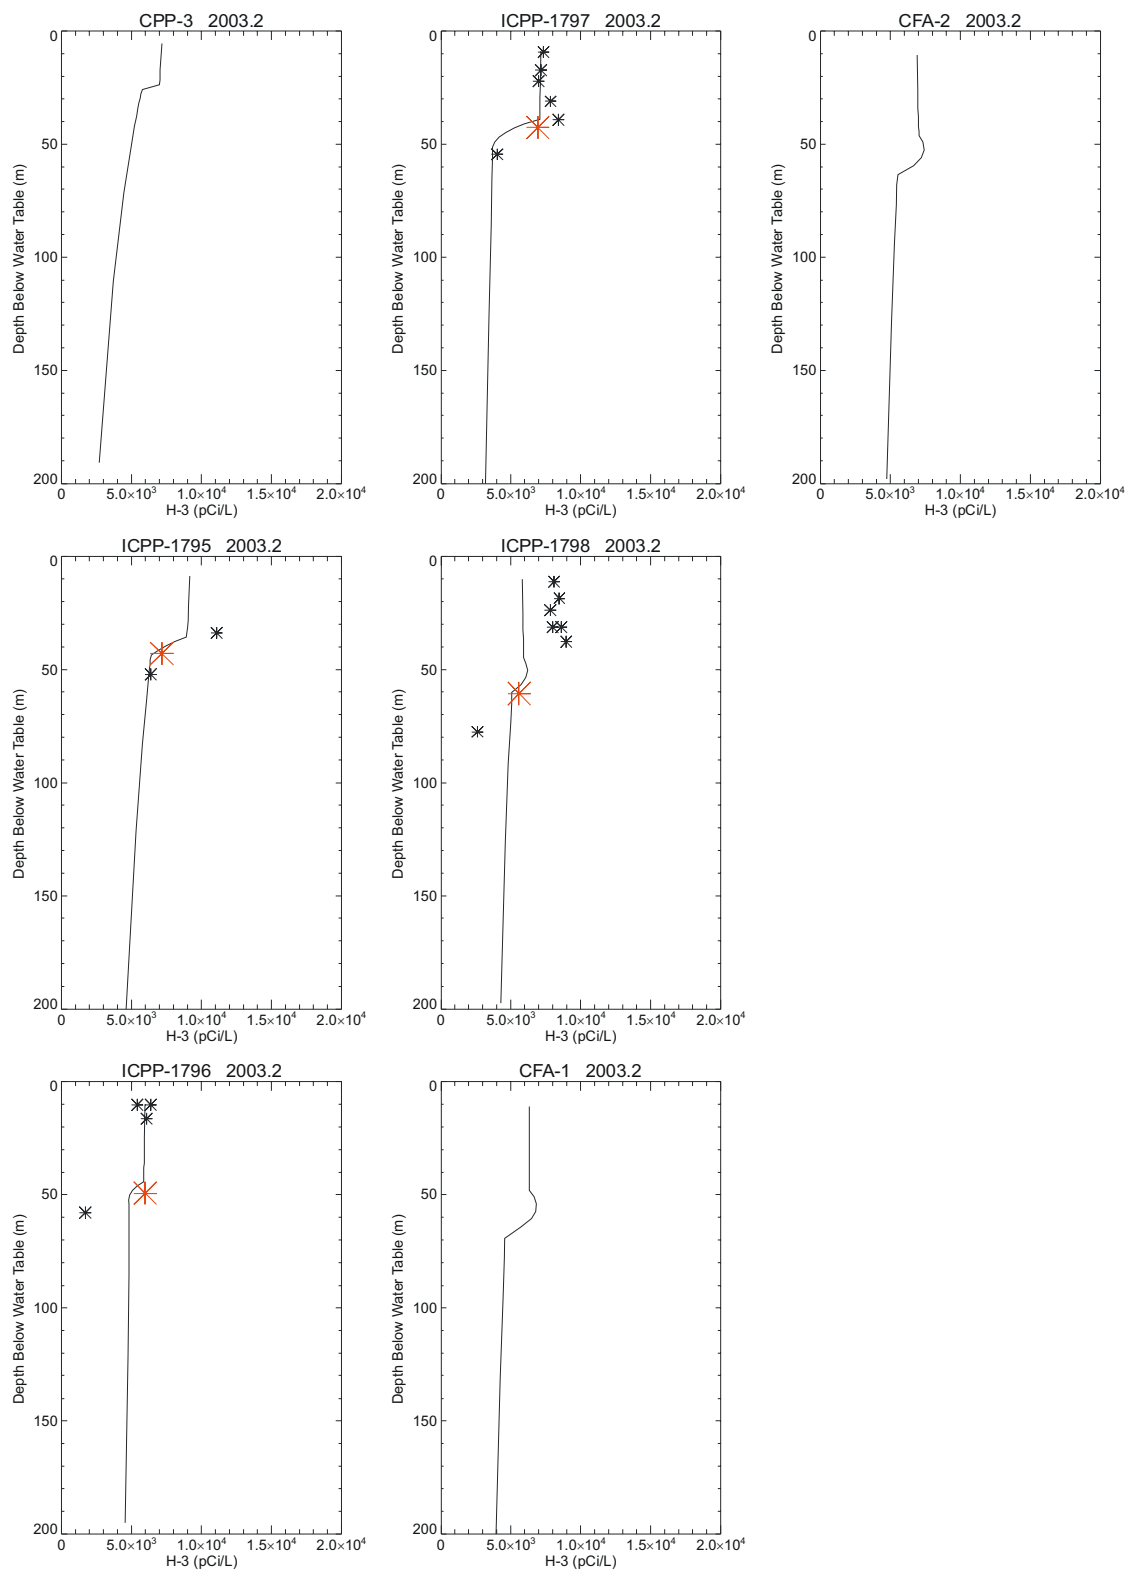 CPP-3 2003.2
0
50
100
150
200
Depth Below Water Table (m)
0 5.0×10³ 1.0×10⁴ 1.5×10⁴ 2.0×10⁴
H-3 (pCi/L)
ICPP-1797 2003.2
0
50
100
150
200
Depth Below Water Table (m)
0 5.0×10³ 1.0×10⁴ 1.5×10⁴ 2.0×10⁴
H-3 (pCi/L)
CFA-2 2003.2
0
50
100
150
200
Depth Below Water Table (m)
0 5.0×10³ 1.0×10⁴ 1.5×10⁴ 2.0×10⁴
H-3 (pCi/L)
ICPP-1795 2003.2
0
50
100
150
200
Depth Below Water Table (m)
0 5.0×10³ 1.0×10⁴ 1.5×10⁴ 2.0×10⁴
H-3 (pCi/L)
ICPP-1798 2003.2
0
50
100
150
200
Depth Below Water Table (m)
0 5.0×10³ 1.0×10⁴ 1.5×10⁴ 2.0×10⁴
H-3 (pCi/L)
ICPP-1796 2003.2
0
50
100
150
200
Depth Below Water Table (m)
0 5.0×10³ 1.0×10⁴ 1.5×10⁴ 2.0×10⁴
H-3 (pCi/L)
CFA-1 2003.2
0
50
100
150
200
Depth Below Water Table (m)
0 5.0×10³ 1.0×10⁴ 1.5×10⁴ 2.0×10⁴
H-3 (pCi/L)